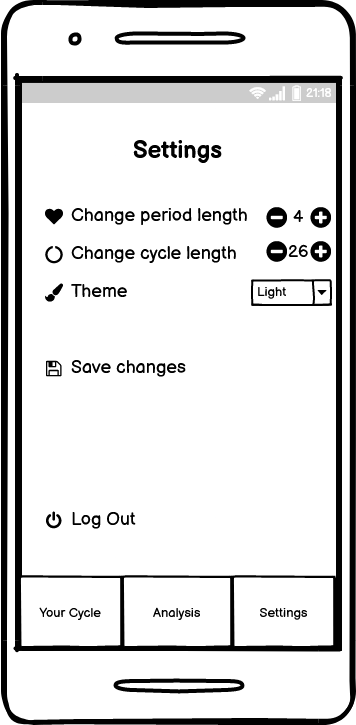 21:18
Settings
Change period length 4
Change cycle length 26
Theme Light
Save changes
Log Out
Your Cycle Analysis Settings